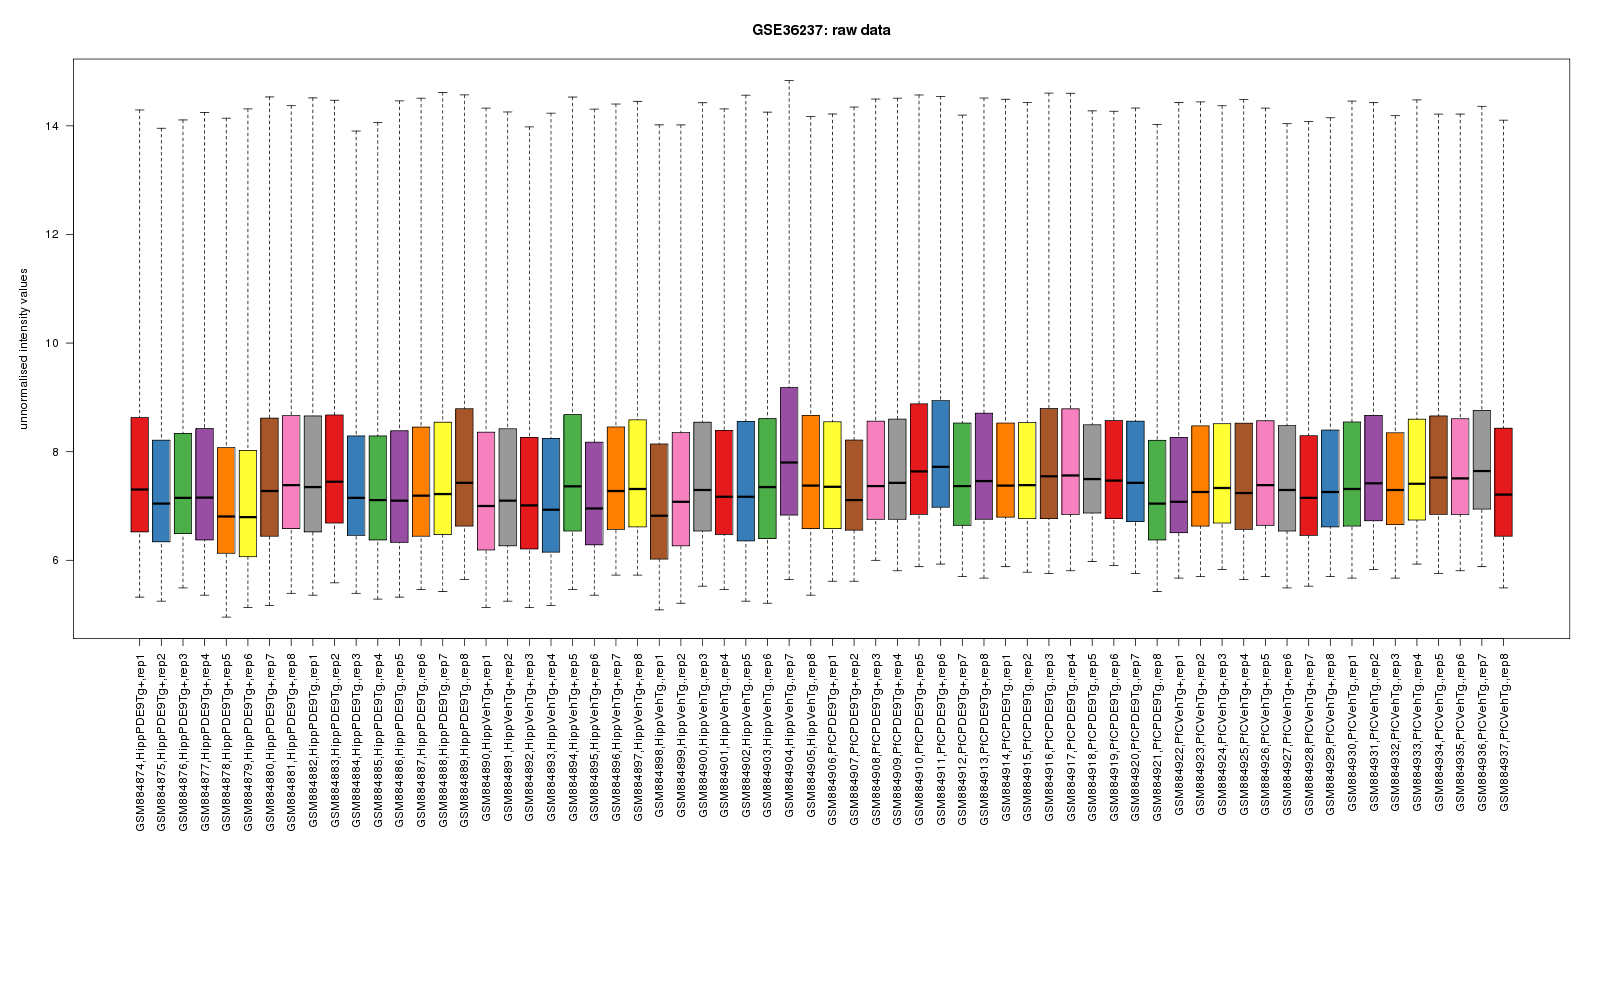 GSE36237: raw data
unnormalised intensity values
14
12
10
8
6
GSM884874,HippPDE9Tg+,rep1
GSM884875,HippPDE9Tg+,rep2
GSM884876,HippPDE9Tg+,rep3
GSM884877,HippPDE9Tg+,rep4
GSM884878,HippPDE9Tg+,rep5
GSM884879,HippPDE9Tg+,rep6
GSM884880,HippPDE9Tg+,rep7
GSM884881,HippPDE9Tg+,rep8
GSM884882,HippPDE9Tg,,rep1
GSM884883,HippPDE9Tg,,rep2
GSM884884,HippPDE9Tg,,rep3
GSM884885,HippPDE9Tg,,rep4
GSM884886,HippPDE9Tg,,rep5
GSM884887,HippPDE9Tg,,rep6
GSM884888,HippPDE9Tg,,rep7
GSM884889,HippPDE9Tg,,rep8
GSM884890,HippVehTg+,rep1
GSM884891,HippVehTg+,rep2
GSM884892,HippVehTg+,rep3
GSM884893,HippVehTg+,rep4
GSM884894,HippVehTg+,rep5
GSM884895,HippVehTg+,rep6
GSM884896,HippVehTg+,rep7
GSM884897,HippVehTg+,rep8
GSM884898,HippVehTg,,rep1
GSM884899,HippVehTg,,rep2
GSM884900,HippVehTg,,rep3
GSM884901,HippVehTg,,rep4
GSM884902,HippVehTg,,rep5
GSM884903,HippVehTg,,rep6
GSM884904,HippVehTg,,rep7
GSM884905,HippVehTg,,rep8
GSM884906,PfCPDE9Tg+,rep1
GSM884907,PfCPDE9Tg+,rep2
GSM884908,PfCPDE9Tg+,rep3
GSM884909,PfCPDE9Tg+,rep4
GSM884910,PfCPDE9Tg+,rep5
GSM884911,PfCPDE9Tg+,rep6
GSM884912,PfCPDE9Tg+,rep7
GSM884913,PfCPDE9Tg+,rep8
GSM884914,PfCPDE9Tg,,rep1
GSM884915,PfCPDE9Tg,,rep2
GSM884916,PfCPDE9Tg,,rep3
GSM884917,PfCPDE9Tg,,rep4
GSM884918,PfCPDE9Tg,,rep5
GSM884919,PfCPDE9Tg,,rep6
GSM884920,PfCPDE9Tg,,rep7
GSM884921,PfCPDE9Tg,,rep8
GSM884922,PfCVehTg+,rep1
GSM884923,PfCVehTg+,rep2
GSM884924,PfCVehTg+,rep3
GSM884925,PfCVehTg+,rep4
GSM884926,PfCVehTg+,rep5
GSM884927,PfCVehTg+,rep6
GSM884928,PfCVehTg+,rep7
GSM884929,PfCVehTg+,rep8
GSM884930,PfCVehTg,,rep1
GSM884931,PfCVehTg,,rep2
GSM884932,PfCVehTg,,rep3
GSM884933,PfCVehTg,,rep4
GSM884934,PfCVehTg,,rep5
GSM884935,PfCVehTg,,rep6
GSM884936,PfCVehTg,,rep7
GSM884937,PfCVehTg,,rep8